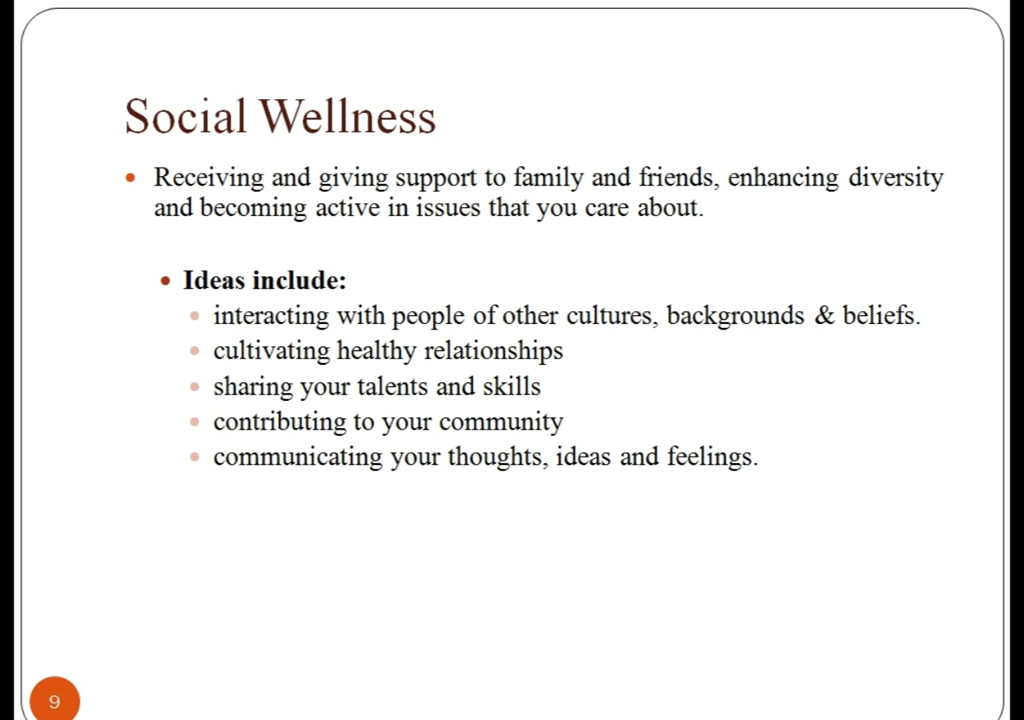 Social Wellness
Receiving and giving support to family and friends, enhancing diversity
and becoming active in issues that you care about.
Ideas include:
interacting with people of other cultures, backgrounds & beliefs.
cultivating healthy relationships
sharing your talents and skills
contributing to your community
communicating your thoughts, ideas and feelings.
9